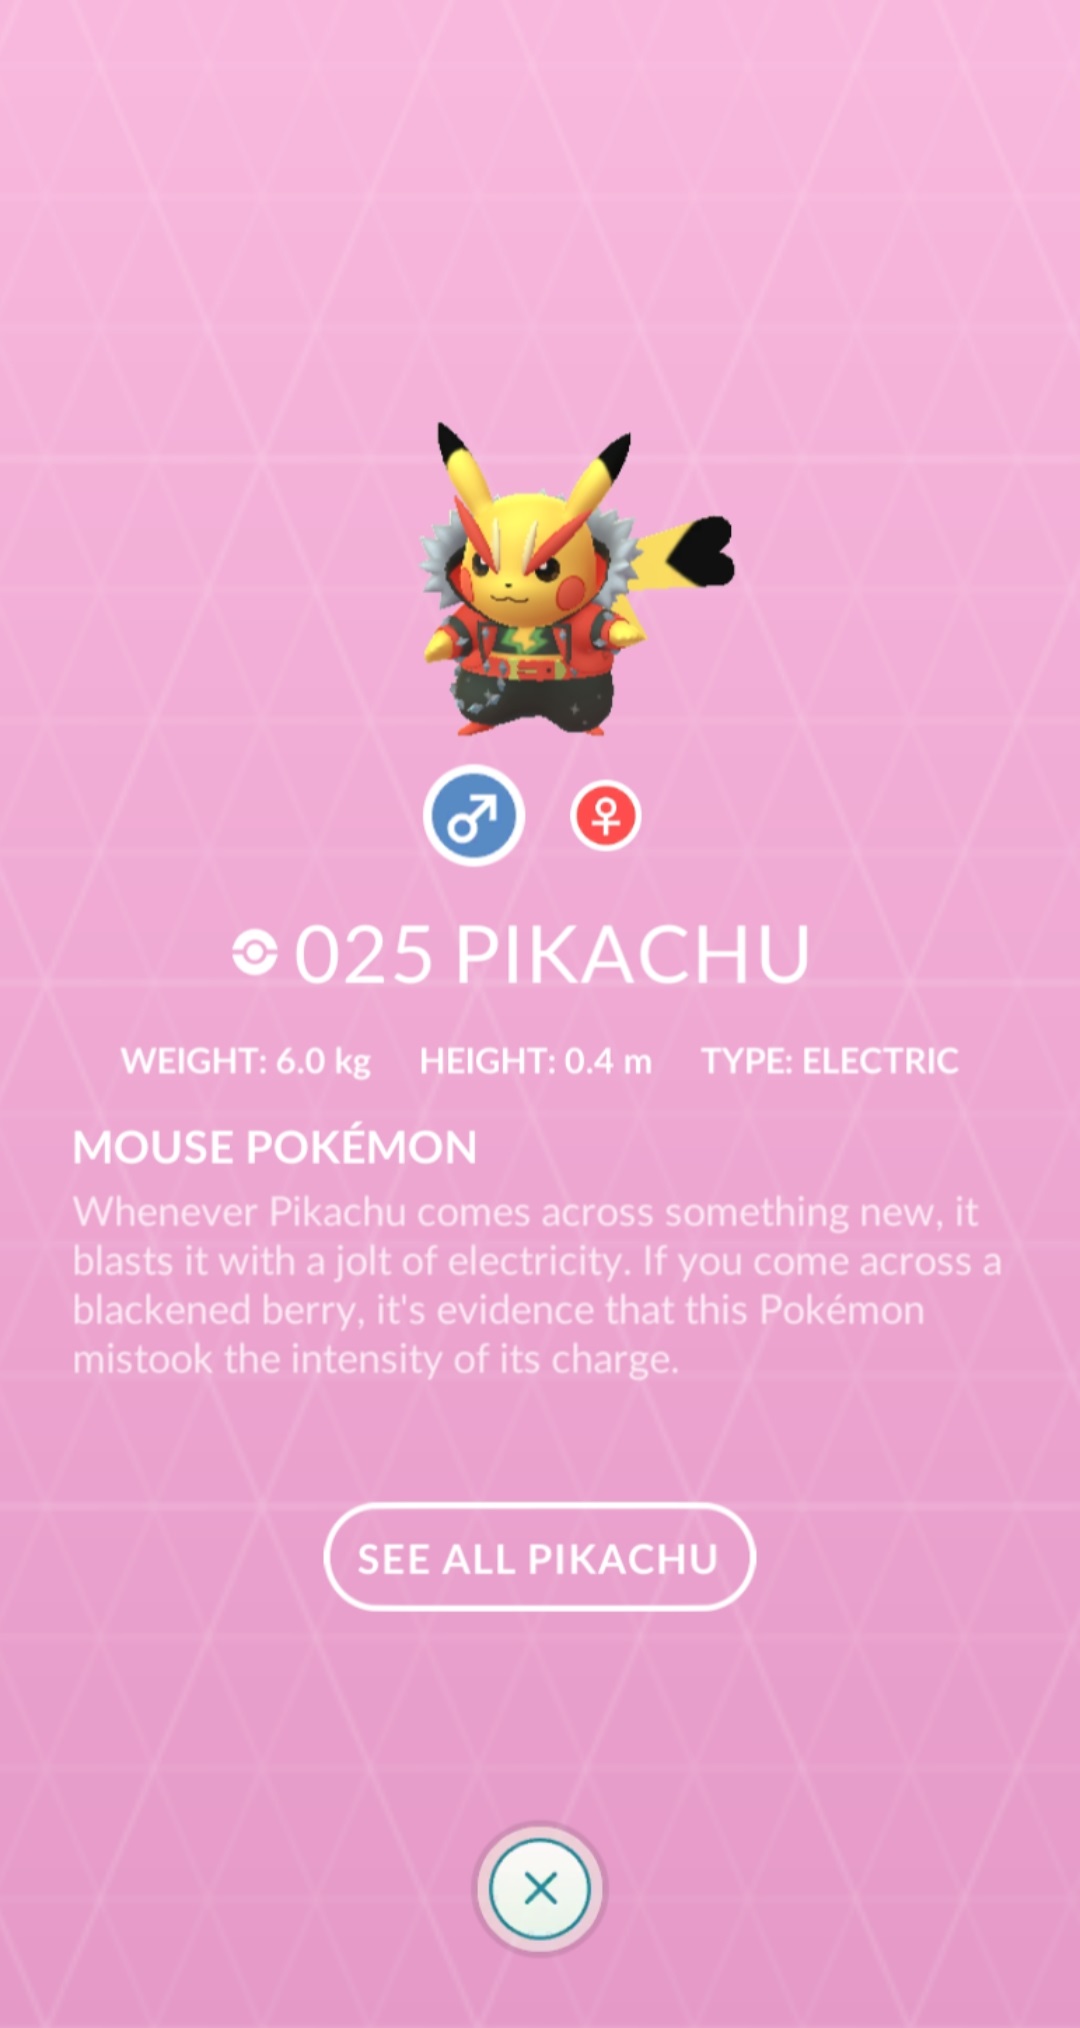 025 PIKACHU
WEIGHT: 6.0 kg HEIGHT: 0.4 m TYPE: ELECTRIC
MOUSE POKÉMON
Whenever Pikachu comes across something new, it
blasts it with a jolt of electricity. If you come across a
blackened berry, it's evidence that this Pokémon
mistook the intensity of its charge.
SEE ALL PIKACHU